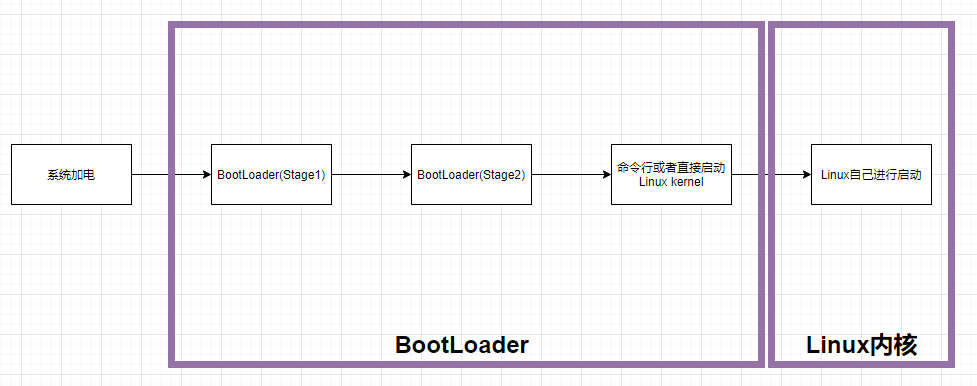 系统加电
BootLoader(Stage1)
BootLoader(Stage2)
命令行或者直接启动
Linux kernel
Linux自己进行启动
BootLoader
Linux内核